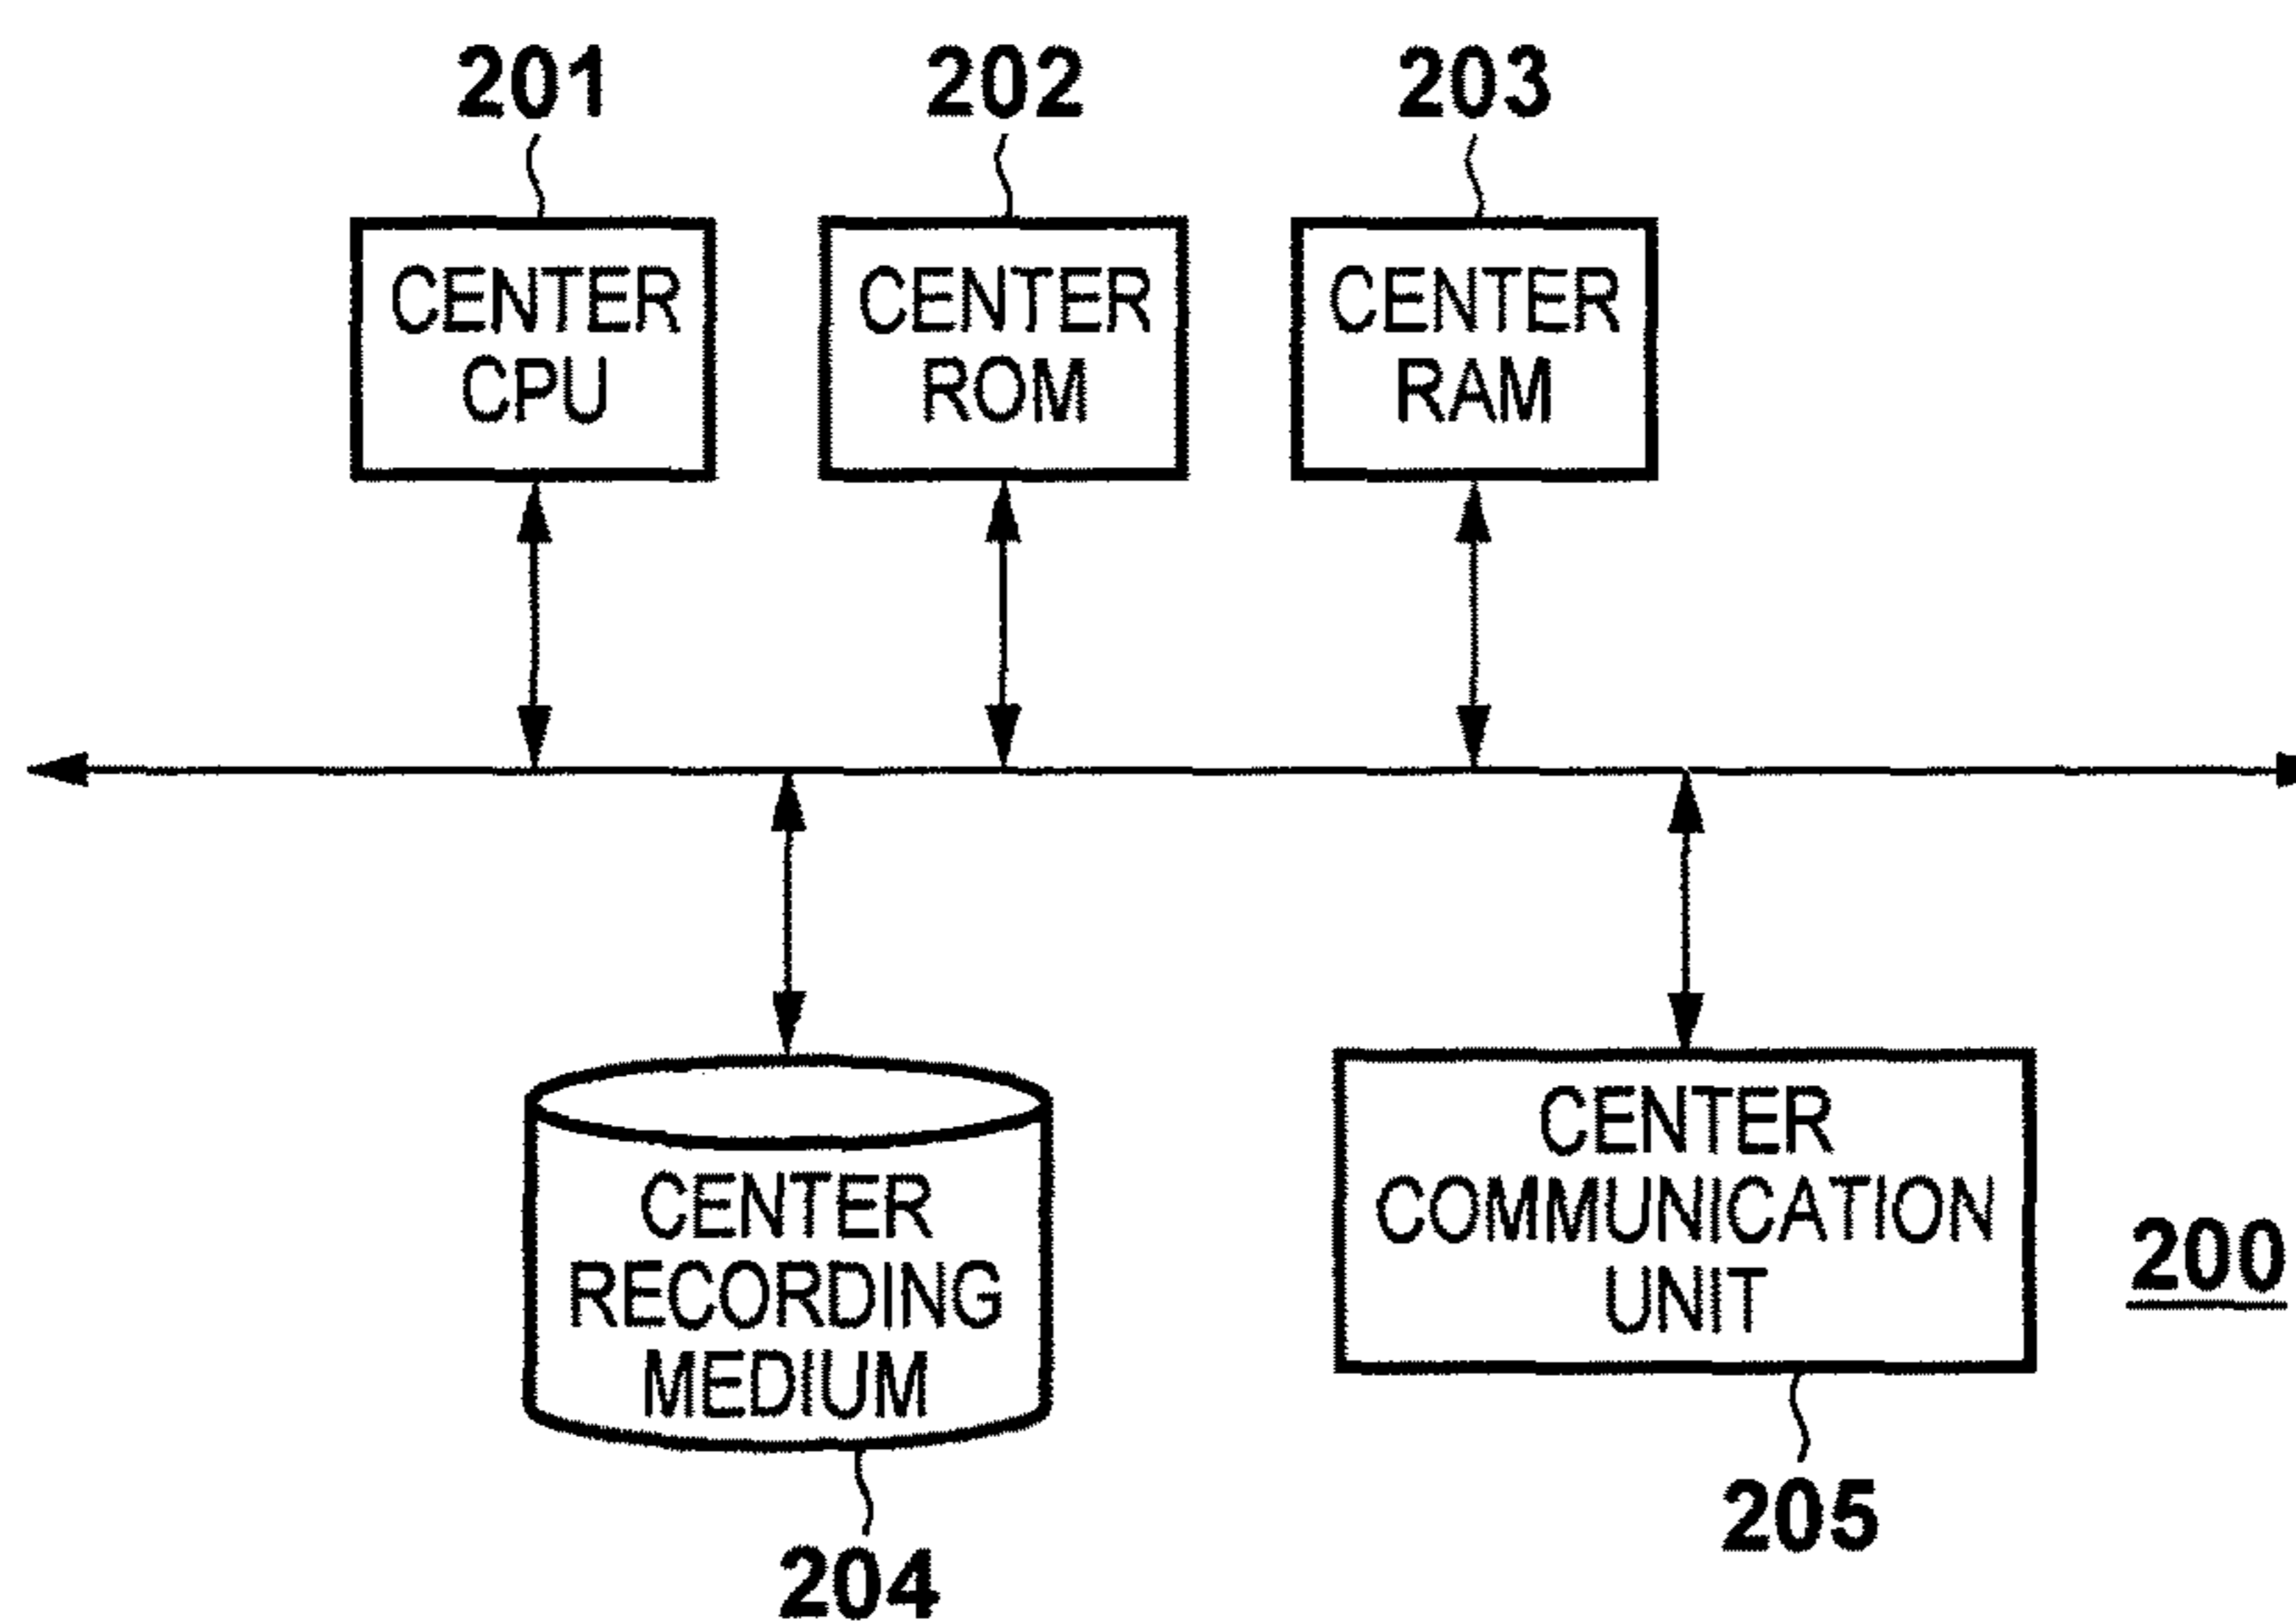 201
202
203
CENTER
CPU
CENTER
ROM
CENTER
RAM
CENTER
RECORDING
MEDIUM
CENTER
COMMUNICATION
UNIT
200
204
205